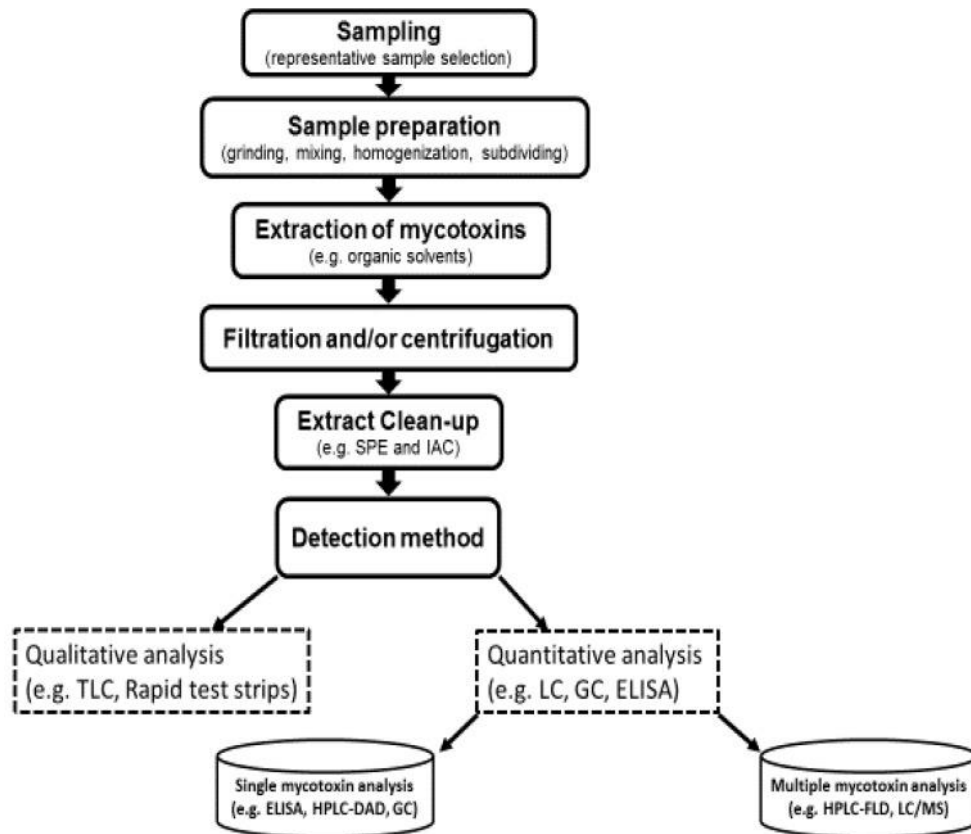 Sampling
(representative sample selection)
Sample preparation
(grinding, mixing, homogenization, subdividing)
Extraction of mycotoxins
(e.g. organic solvents)
Filtration and/or centrifugation
Extract Clean-up
(e.g. SPE and IAC)
Detection method
Qualitative analysis
(e.g. TLC, Rapid test strips)
Quantitative analysis
(e.g. LC, GC, ELISA)
Single mycotoxin analysis
(e.g. ELISA, HPLC-DAD, GC)
Multiple mycotoxin analysis
(e.g. HPLC-FLD, LC/MS)